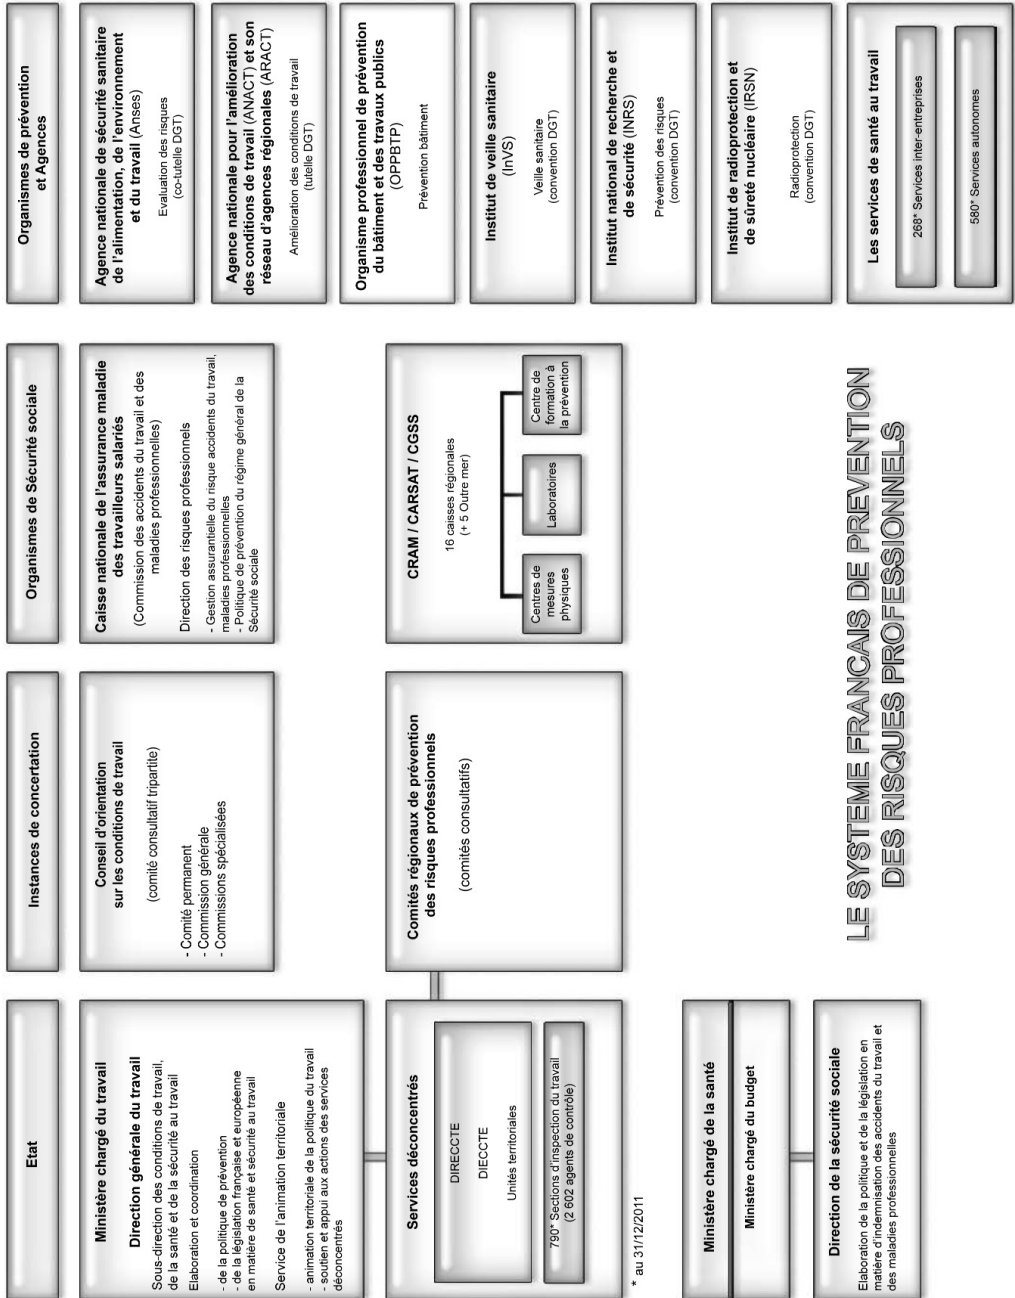 Etat
Ministère chargé du travail
Direction générale du travail
Sous-direction des conditions de travail,
de la santé et de la sécurité au travail
Elaboration et coordination
- de la politique de prévention
- de la législation française et européenne
en matière de santé et sécurité au travail
Service de l'animation territoriale
- animation territoriale de la politique du travail
- soutien et appui aux actions des services
déconcentrés
Services déconcentrés
DIRECCTE
DIECCTE
Unités territoriales
790* Sections d'inspection du travail
(2 602 agents de contrôle)
* au 31/12/2011
Ministère chargé de la santé
Ministère chargé du budget
Direction de la sécurité sociale
Elaboration de la politique et de la législation en
matière d'indemnisation des accidents du travail et
des maladies professionnelles
Instances de concertation
Conseil d'orientation
sur les conditions de travail
(comité consultatif tripartite)
- Comité permanent
- Commission générale
- Commissions spécialisées
Comités régionaux de prévention
des risques professionnels
(comités consultatifs)
Organismes de Sécurité sociale
Caisse nationale de l'assurance maladie
des travailleurs salariés
(Commission des accidents du travail et des
maladies professionnelles)
Direction des risques professionnels
- Gestion assurantielle du risque accidents du travail,
maladies professionnelles
- Politique de prévention du régime général de la
Sécurité sociale
CRAM / CARSAT / CGSS
16 caisses régionales
(+ 5 Outre mer)
Centres de
mesures
physiques
Laboratoires
Centre de
formation à
la prévention
Organismes de prévention
et Agences
Agence nationale de sécurité sanitaire
de l'alimentation, de l'environnement
et du travail (Anses)
Evaluation des risques
(co-tutelle DGT)
Agence nationale pour l'amélioration
des conditions de travail (ANACT) et son
réseau d'agences régionales (ARACT)
Amélioration des conditions de travail
(tutelle DGT)
Organisme professionnel de prévention
du bâtiment et des travaux publics
(OPPBTP)
Prévention bâtiment
Institut de veille sanitaire
(InVS)
Veille sanitaire
(convention DGT)
Institut national de recherche et
de sécurité (INRS)
Prévention des risques
(convention DGT)
Institut de radioprotection et
de sûreté nucléaire (IRSN)
Radioprotection
(convention DGT)
Les services de santé au travail
268* Services inter-entreprises
580* Services autonomes
LE SYSTEME FRANCAIS DE PREVENTION
DES RISQUES PROFESSIONNELS